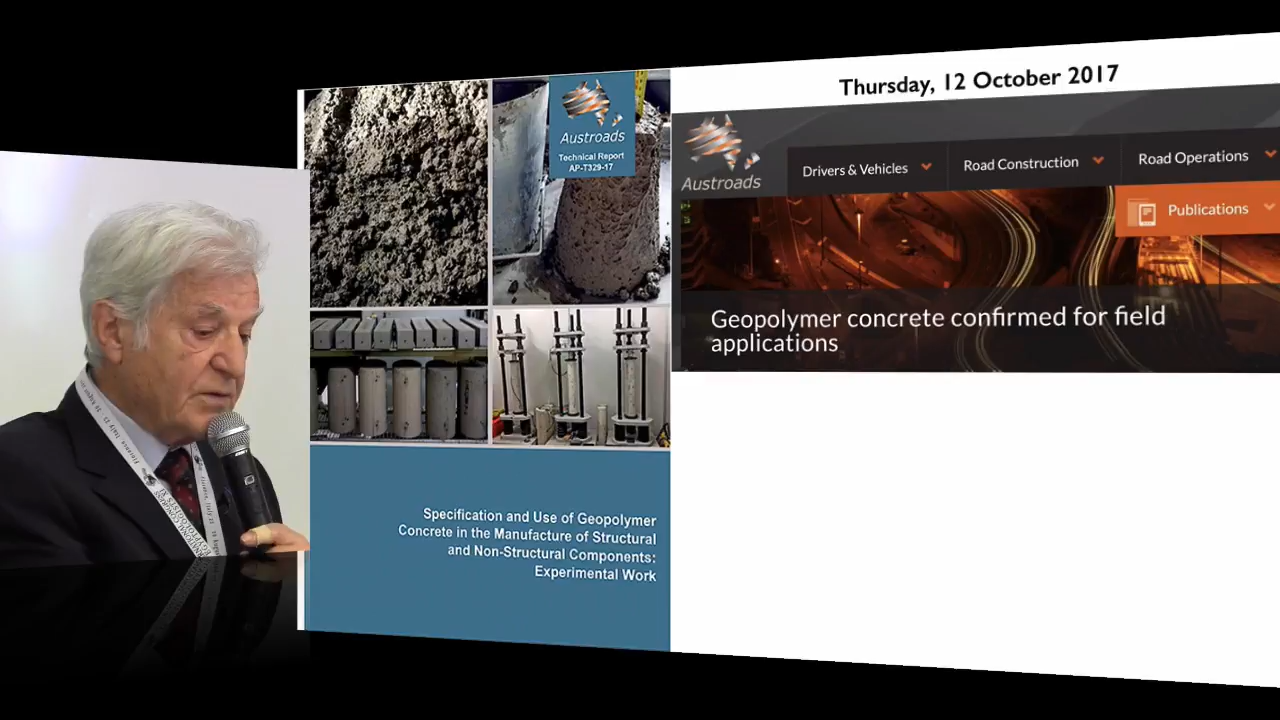 Thursday, 12 October 2017
Austroads
Technical Report
AP-T329-17
Austroads
Drivers & Vehicles
Road Construction
Road Operations
Publications
Geopolymer concrete confirmed for field
applications
Specification and Use of Geopolymer
Concrete in the Manufacture of Structural
and Non-Structural Components:
Experimental Work